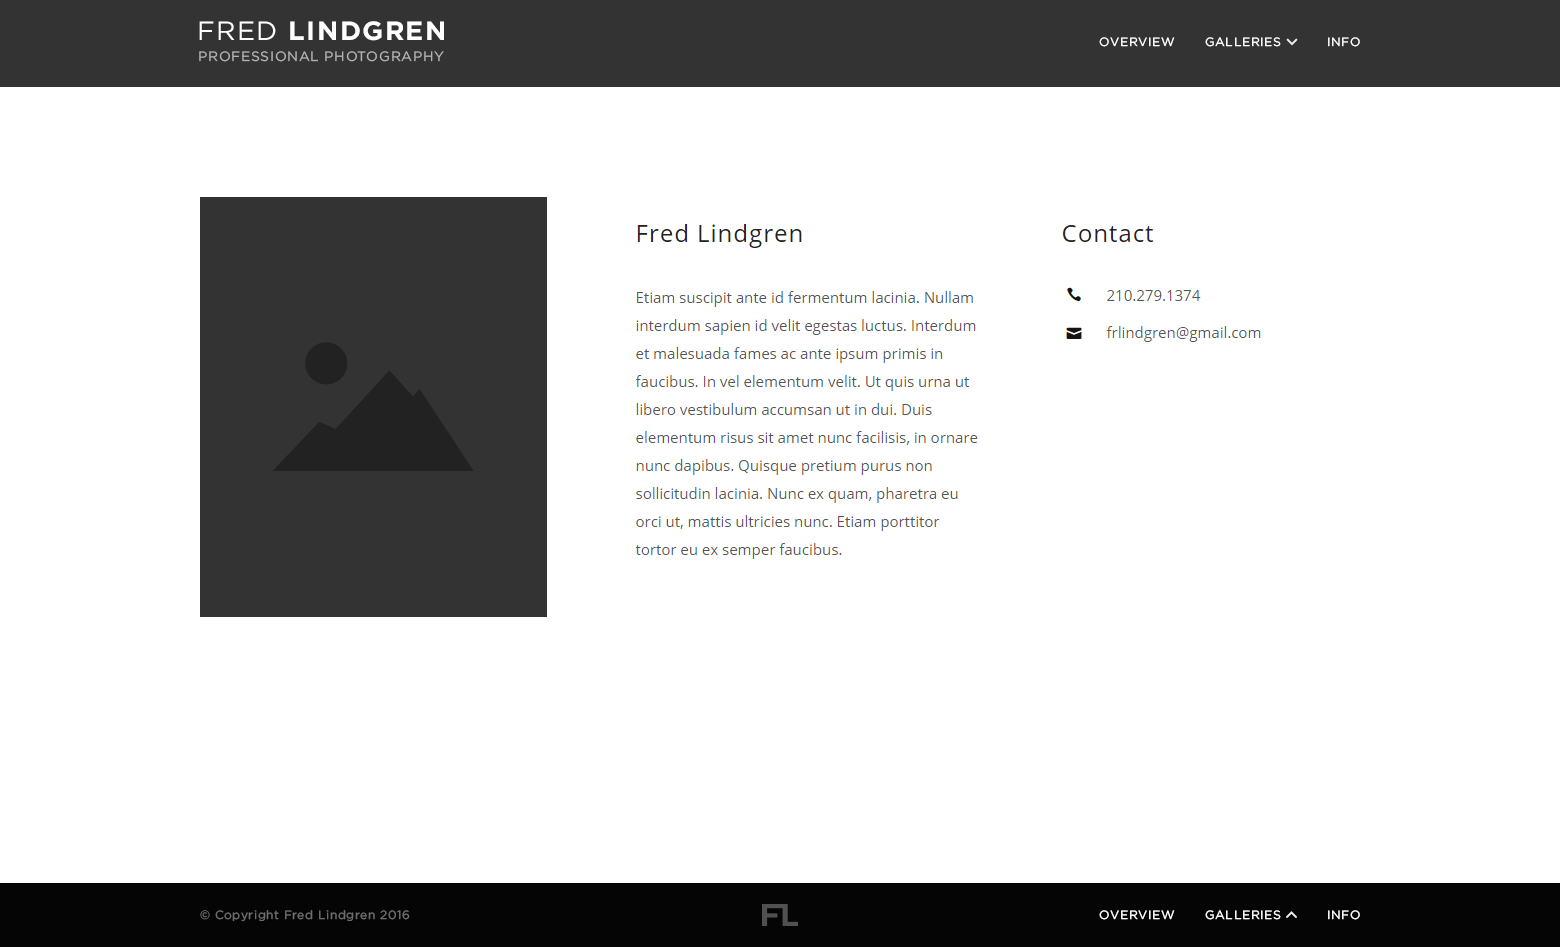 FRED LINDGREN
PROFESSIONAL PHOTOGRAPHY
OVERVIEW GALLERIES INFO
Fred Lindgren
Etiam suscipit ante id fermentum lacinia. Nullam
interdum sapien id velit egestas luctus. Interdum
et malesuada fames ac ante ipsum primis in
faucibus. In vel elementum velit. Ut quis urna ut
libero vestibulum accumsan ut in dui. Duis
elementum risus sit amet nunc facilisis, in ornare
nunc dapibus. Quisque pretium purus non
sollicitudin lacinia. Nunc ex quam, pharetra eu
orci ut, mattis ultricies nunc. Etiam porttitor
tortor eu ex semper faucibus.
Contact
210.279.1374
frlindgren@gmail.com
© Copyright Fred Lindgren 2016
FL
OVERVIEW GALLERIES INFO